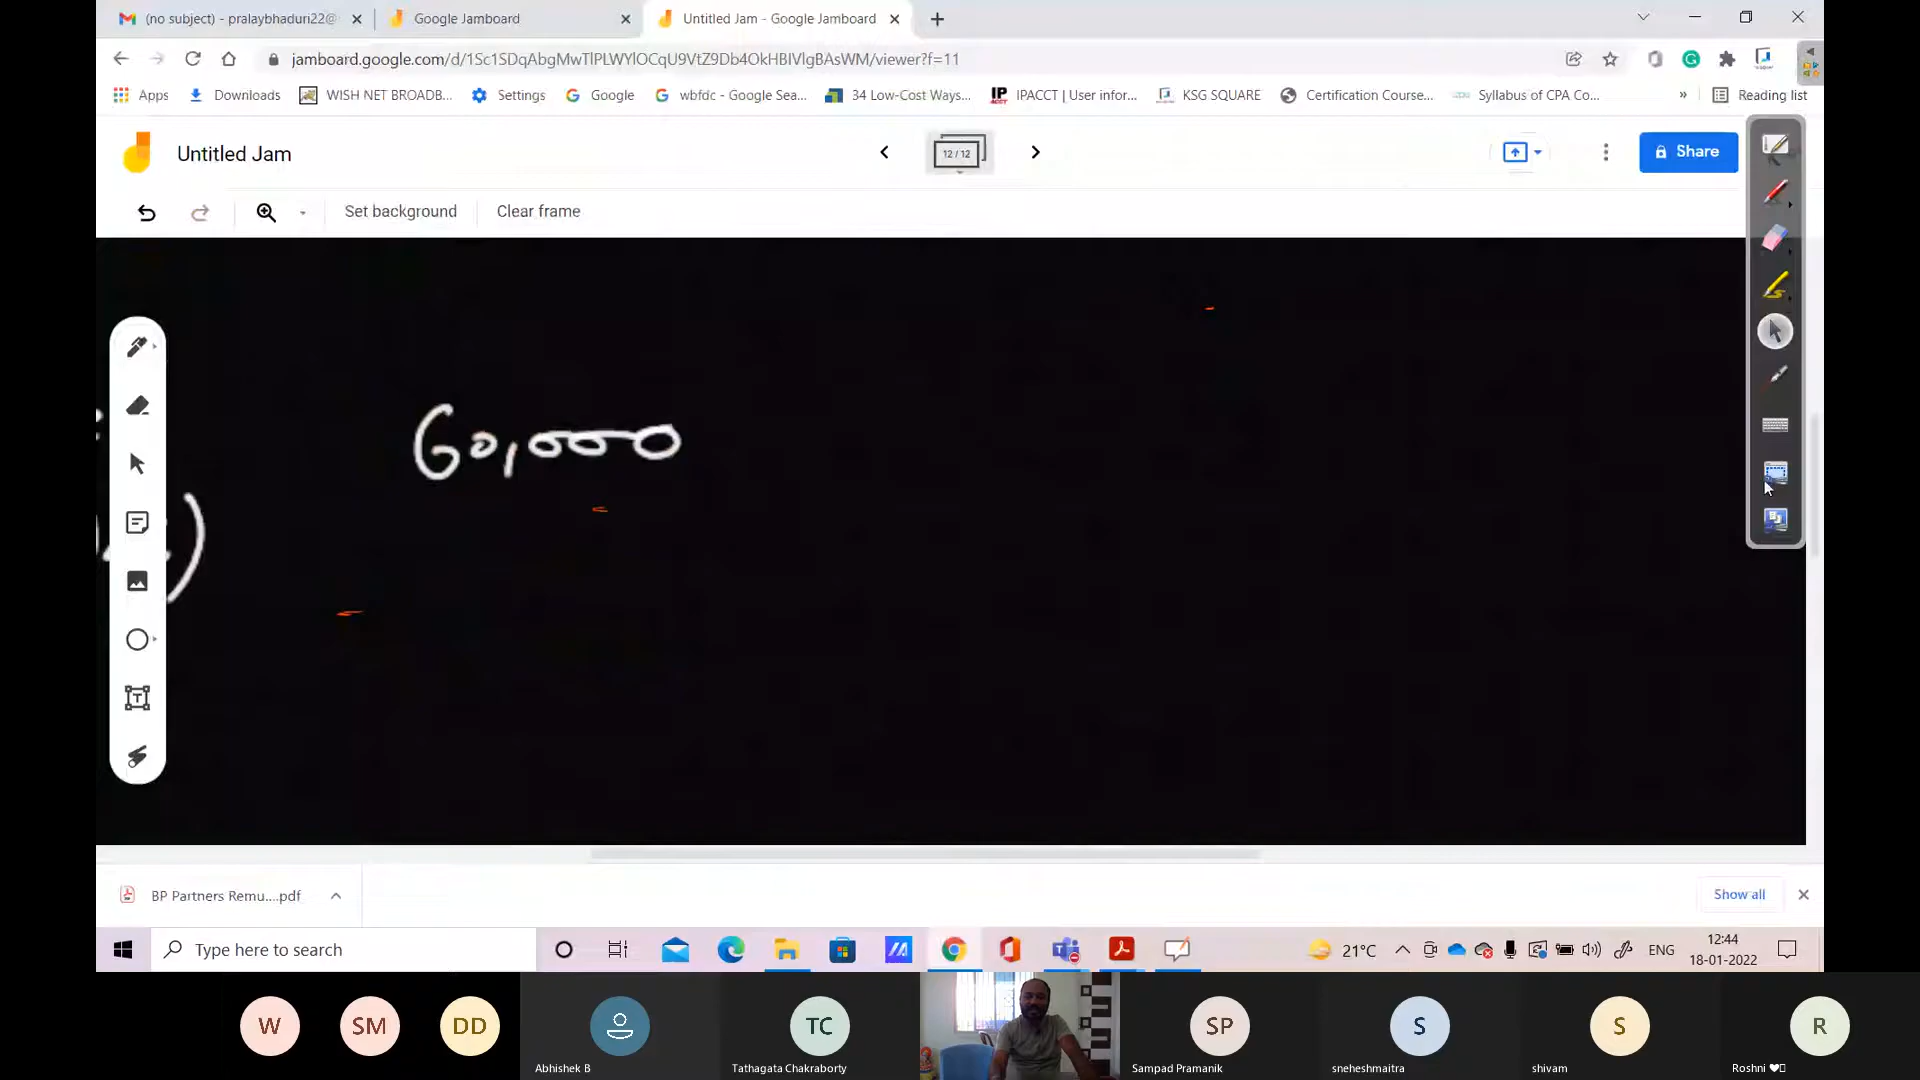 (no subject) - pralaybhaduri22@
Google Jamboard
Untitled Jam - Google Jamboard
jamboard.google.com/d/1Sc1SDqAbgMwTlPLWYlOCqU9VtZ9Db4OkHBIVlgBAsWM/viewer?f=11
Apps
Downloads
WISH NET BROADB...
Settings
Google
wbfdc - Google Sea...
34 Low-Cost Ways...
IPACCT | User infor...
KSG SQUARE
Certification Course...
Syllabus of CPA Co...
»
Reading list
Untitled Jam
12 / 12
Share
Set background
Clear frame
60,000
BP Partners Remu....pdf
Show all
Type here to search
21°C
ENG
12:44
18-01-2022
W
SM
DD
TC
SP
S
S
R
Abhishek B
Tathagata Chakraborty
Sampad Pramanik
sneheshmaitra
shivam
Roshni ❤